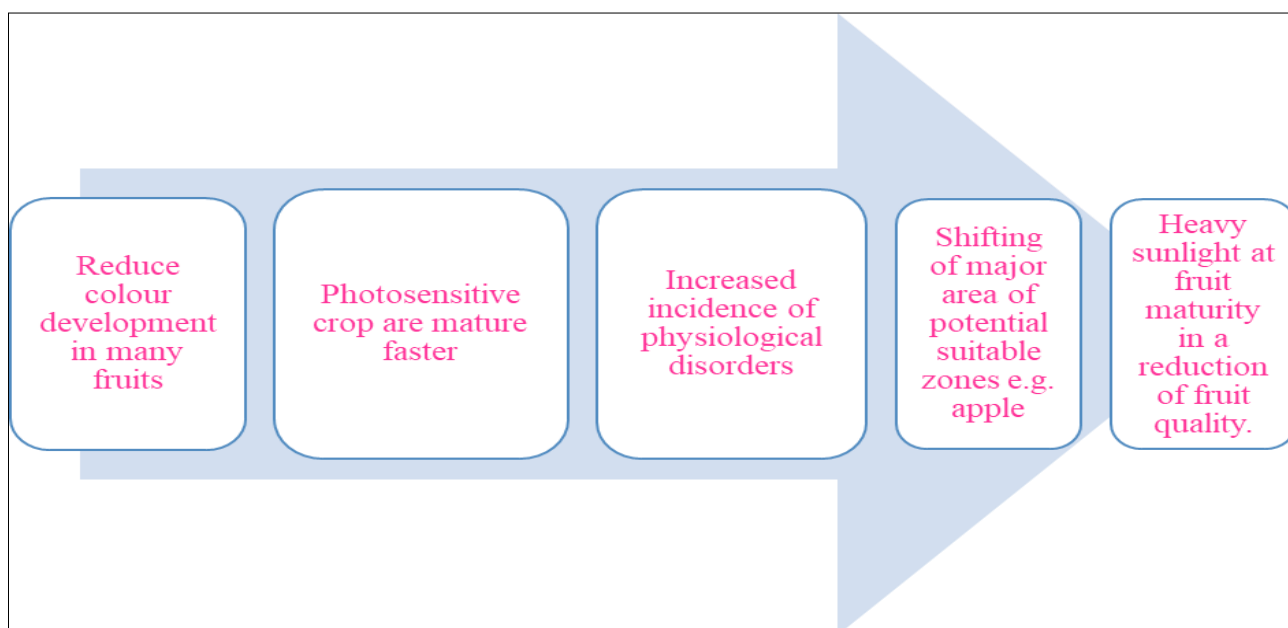 Reduce
colour
development
in many
fruits
Photosensitive
crop are mature
faster
Increased
incidence of
physiological
disorders
Shifting
of major
area of
potential
suitable
zones e.g.
apple
Heavy
sunlight at
fruit
maturity
in a
reduction
of fruit
quality.